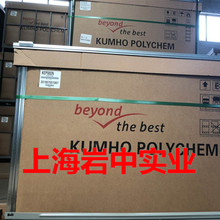 beyond
the best
KUMHO POLYCHEM
beyond
the best
KUMHO POLYCHEM
上海岩中实业